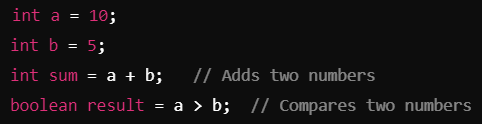 int a = 10;
int b = 5;
int sum = a + b;   // Adds two numbers
boolean result = a > b;  // Compares two numbers